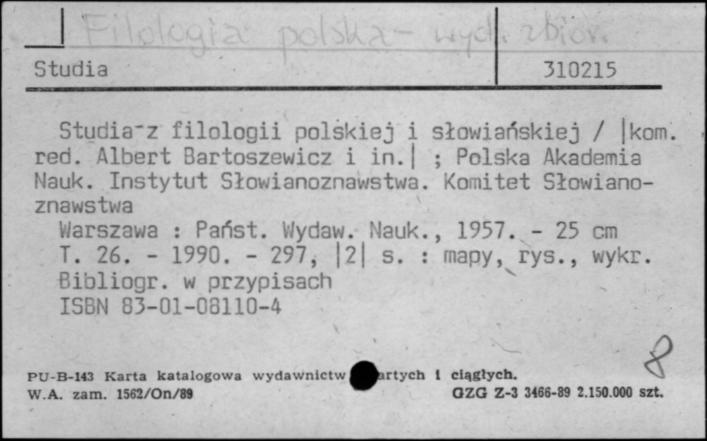 Filologia polska - wyd. zbior.
Studia 310215
Studia z filologii polskiej i słowiańskiej / |kom.
red. Albert Bartoszewicz i in.| ; Polska Akademia
Nauk. Instytut Słowianoznawstwa. Komitet Słowiano-
znawstwa
Warszawa : Państ. Wydaw. Nauk., 1957. - 25 cm
T. 26. - 1990. - 297, |2| s. : mapy, rys., wykr.
Bibliogr. w przypisach
ISBN 83-01-08110-4
8
PU-B-143 Karta katalogowa wydawnictw artych i ciągłych.
W.A. zam. 1562/On/89 GZG Z-3 3466-89 2.150.000 szt.